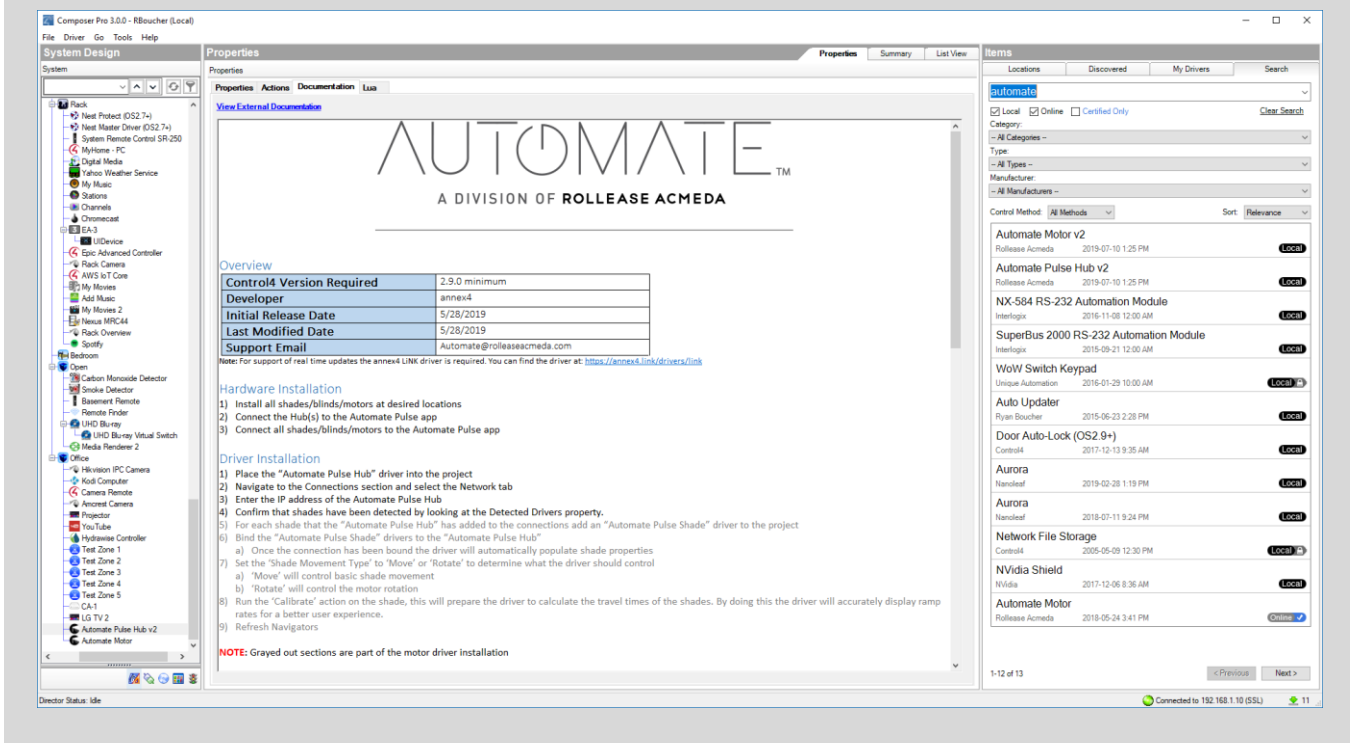 Composer Pro 3.0.0 - RBoucher (Local)
File Driver Go Tools Help
System Design
System
Rack
Nest Protect (OS2.7+)
Nest Master Driver (OS2.7+)
System Remote Control SR-250
MyHome - PC
Digital Media
Yahoo Weather Service
My Music
Stations
Channels
Chromecast
EA-3
UIDevice
Epic Advanced Controller
Rack Camera
AWS IoT Core
My Movies
Add Music
My Movies 2
Nexus MRC44
Rack Overview
Spotify
Bedroom
Open
Carbon Monoxide Detector
Smoke Detector
Basement Remote
Remote Finder
UHD Blu-ray
UHD Blu-ray Virtual Switch
Media Renderer 2
Office
Hikvision IPC Camera
Kodi Computer
Camera Remote
Amcrest Camera
Projector
YouTube
Hydrawise Controller
Test Zone 1
Test Zone 2
Test Zone 3
Test Zone 4
Test Zone 5
CA-1
LG TV 2
Automate Pulse Hub v2
Automate Motor
Director Status: Idle
Properties
Properties Summary List View
Properties
Properties Actions Documentation Lua
View External Documentation
AUTOMATE TM
A DIVISION OF ROLLEASE ACMEDA
Overview
Control4 Version Required 2.9.0 minimum
Developer annex4
Initial Release Date 5/28/2019
Last Modified Date 5/28/2019
Support Email Automate@rolleaseacmeda.com
Note: For support of real time updates the annex4 LiNK driver is required. You can find the driver at: https://annex4.link/drivers/link
Hardware Installation
1) Install all shades/blinds/motors at desired locations
2) Connect the Hub(s) to the Automate Pulse app
3) Connect all shades/blinds/motors to the Automate Pulse app
Driver Installation
1) Place the “Automate Pulse Hub” driver into the project
2) Navigate to the Connections section and select the Network tab
3) Enter the IP address of the Automate Pulse Hub
4) Confirm that shades have been detected by looking at the Detected Drivers property.
5) For each shade that the “Automate Pulse Hub” has added to the connections add an “Automate Pulse Shade” driver to the project
6) Bind the “Automate Pulse Shade” drivers to the “Automate Pulse Hub”
a) Once the connection has been bound the driver will automatically populate shade properties
7) Set the ‘Shade Movement Type’ to ‘Move’ or ‘Rotate’ to determine what the driver should control
a) ‘Move’ will control basic shade movement
b) ‘Rotate’ will control the motor rotation
8) Run the ‘Calibrate’ action on the shade, this will prepare the driver to calculate the travel times of the shades. By doing this the driver will accurately display ramp
rates for a better user experience.
9) Refresh Navigators
NOTE: Grayed out sections are part of the motor driver installation
Items
Locations Discovered My Drivers Search
automate
Local Online Certified Only Clear Search
Category:
-- All Categories --
Type:
-- All Types --
Manufacturer:
-- All Manufacturers --
Control Method: All Methods Sort: Relevance
Automate Motor v2
Rollease Acmeda 2019-07-10 1:25 PM Local
Automate Pulse Hub v2
Rollease Acmeda 2019-07-10 1:25 PM Local
NX-584 RS-232 Automation Module
Interlogix 2016-11-08 12:00 AM Local
SuperBus 2000 RS-232 Automation Module
Interlogix 2015-09-21 12:00 AM Local
WoW Switch Keypad
Unique Automation 2016-01-29 10:00 AM Local
Auto Updater
Ryan Boucher 2015-06-23 2:28 PM Local
Door Auto-Lock (OS2.9+)
Control4 2017-12-13 9:35 AM Local
Aurora
Nanoleaf 2019-02-28 1:19 PM Local
Aurora
Nanoleaf 2018-07-11 9:24 PM Local
Network File Storage
Control4 2005-05-09 12:30 PM Local
NVidia Shield
NVidia 2017-12-06 8:36 AM Local
Automate Motor
Rollease Acmeda 2018-05-24 3:41 PM Online
1-12 of 13 < Previous Next >
Connected to 192.168.1.10 (SSL) 11